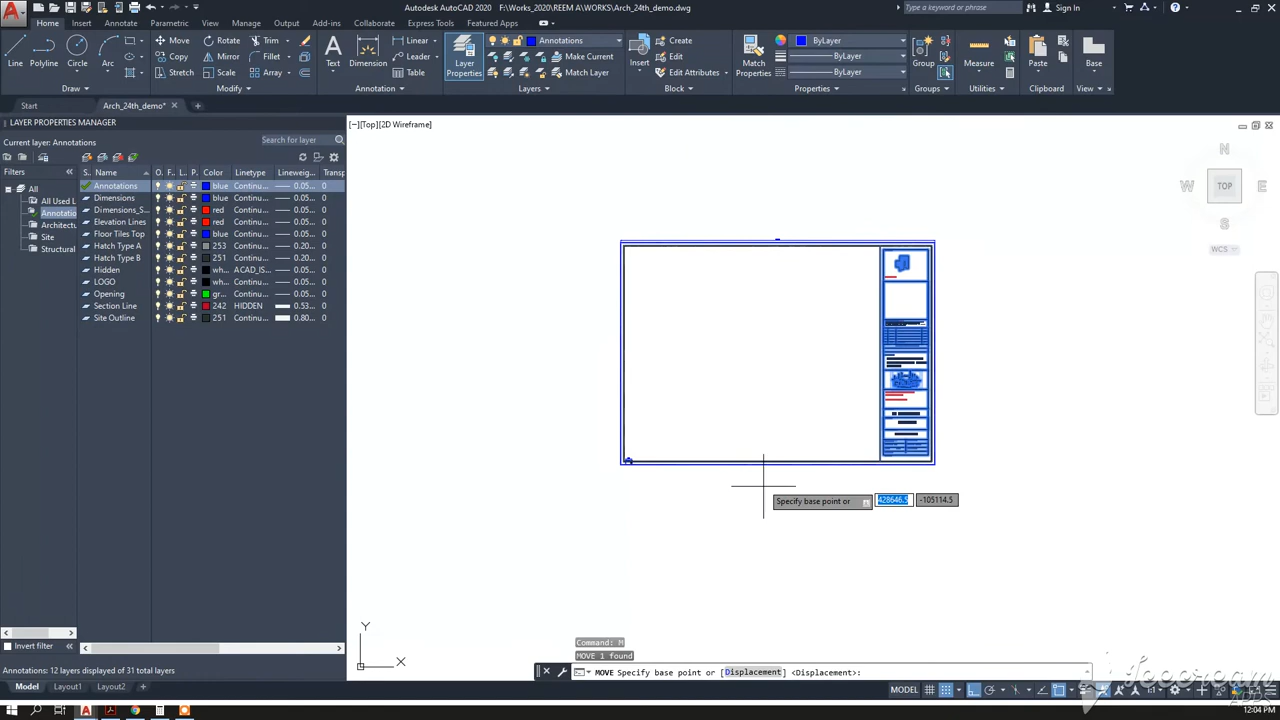 Autodesk AutoCAD 2020 F:\Works_2020\REEM A\WORKS\Arch_24th_demo.dwg
Type a keyword or phrase
Sign In
Home Insert Annotate Parametric View Manage Output Add-ins Collaborate Express Tools Featured Apps
Line Polyline Circle Arc
Move Rotate Trim
Copy Mirror Fillet
Stretch Scale Array
Text Dimension
Linear
Leader
Table
Layer Properties
Annotations
Make Current
Match Layer
Insert
Create
Edit
Edit Attributes
Match Properties
ByLayer
ByLayer
ByLayer
Group Measure Paste Base
Draw Modify Annotation Layers Block Properties Groups Utilities Clipboard View
Start Arch_24th_demo*
LAYER PROPERTIES MANAGER
[−][Top][2D Wireframe]
Current layer: Annotations
Search for layer
Filters S.. Name O. F.. L.. P.. Color Linetype Lineweig... Transp
All
All Used L
Annotatio
Architectu
Site
Structural
Annotations blue Continu... 0.05... 0
Dimensions blue Continu... 0.05... 0
Dimensions_S... red Continu... 0.05... 0
Elevation Lines red Continu... 0.05... 0
Floor Tiles Top blue Continu... 0.05... 0
Hatch Type A 253 Continu... 0.20... 0
Hatch Type B 251 Continu... 0.20... 0
Hidden wh... ACAD_IS... 0.05... 0
LOGO wh... Continu... 0.05... 0
Opening gr... Continu... 0.05... 0
Section Line 242 HIDDEN 0.53... 0
Site Outline 251 Continu... 0.80... 0
N
W TOP E
S
WCS
Specify base point or 428646.5 -105114.5
Y
X
Command: M
MOVE 1 found
MOVE Specify base point or [Displacement] <Displacement>:
Invert filter
Annotations: 12 layers displayed of 31 total layers
Model Layout1 Layout2
MODEL
12:04 PM